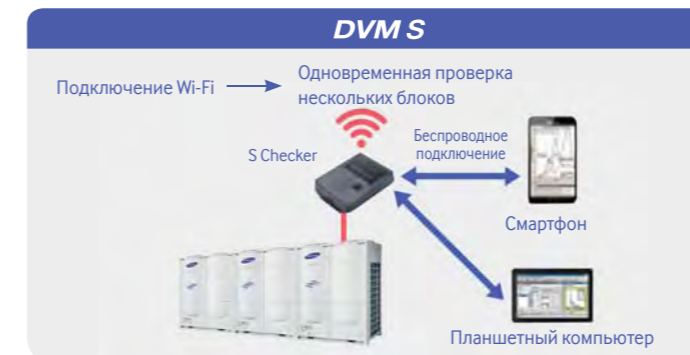 DVM S
Подключение Wi-Fi
Одновременная проверка
нескольких блоков
S Checker
Беспроводное
подключение
Смартфон
Планшетный компьютер